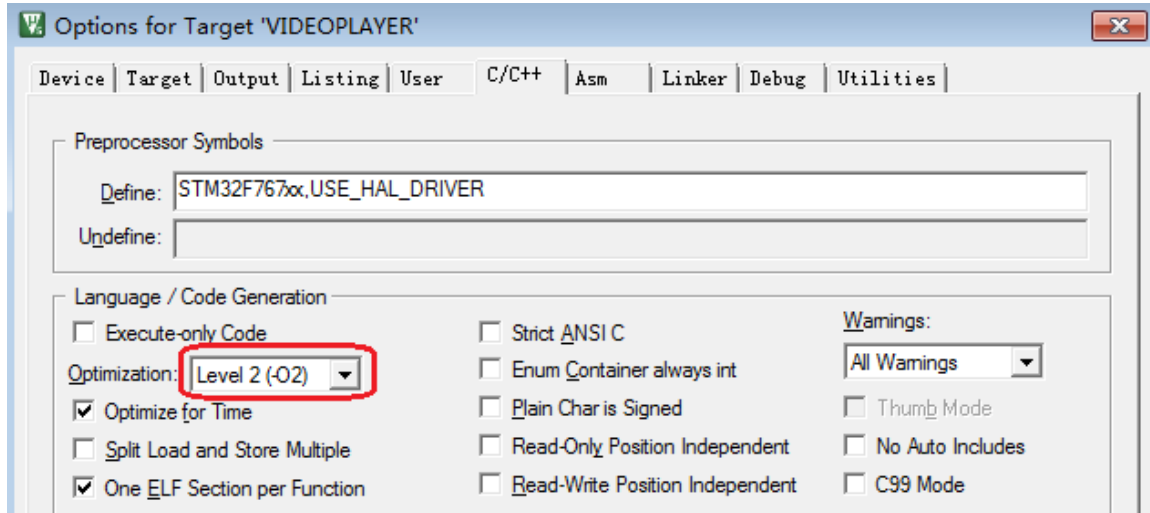 Options for Target 'VIDEOPLAYER'
Device Target Output Listing User C/C++ Asm Linker Debug Utilities
Preprocessor Symbols
Define: STM32F767xx,USE_HAL_DRIVER
Undefine:
Language / Code Generation
Execute-only Code
Strict ANSI C
Warnings:
Optimization: Level 2 (-O2)
Enum Container always int
All Warnings
Optimize for Time
Plain Char is Signed
Thumb Mode
Split Load and Store Multiple
Read-Only Position Independent
No Auto Includes
One ELF Section per Function
Read-Write Position Independent
C99 Mode